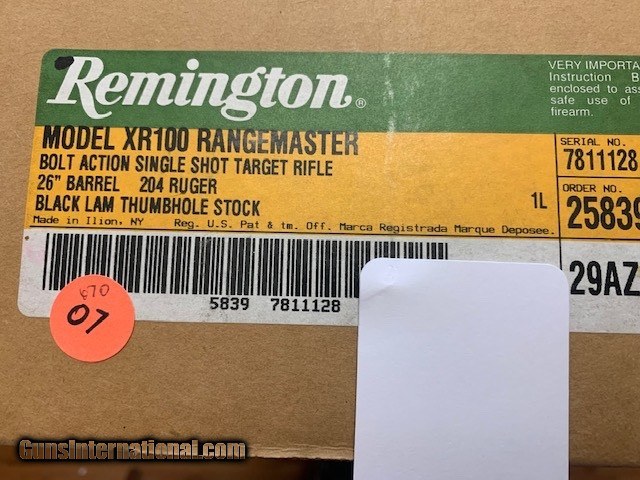 Remington®
VERY IMPORTA
Instruction B
enclosed to ass
safe use of
firearm.
MODEL XR100 RANGEMASTER
BOLT ACTION SINGLE SHOT TARGET RIFLE
26" BARREL 204 RUGER
BLACK LAM THUMBHOLE STOCK
1L
Made in Ilion, NY Reg. U.S. Pat & tm. Off. Marca Registrada Marque Deposee.
SERIAL NO.
7811128
ORDER NO.
25839
29AZ
5839 7811128
670
07
GunsInternational.com